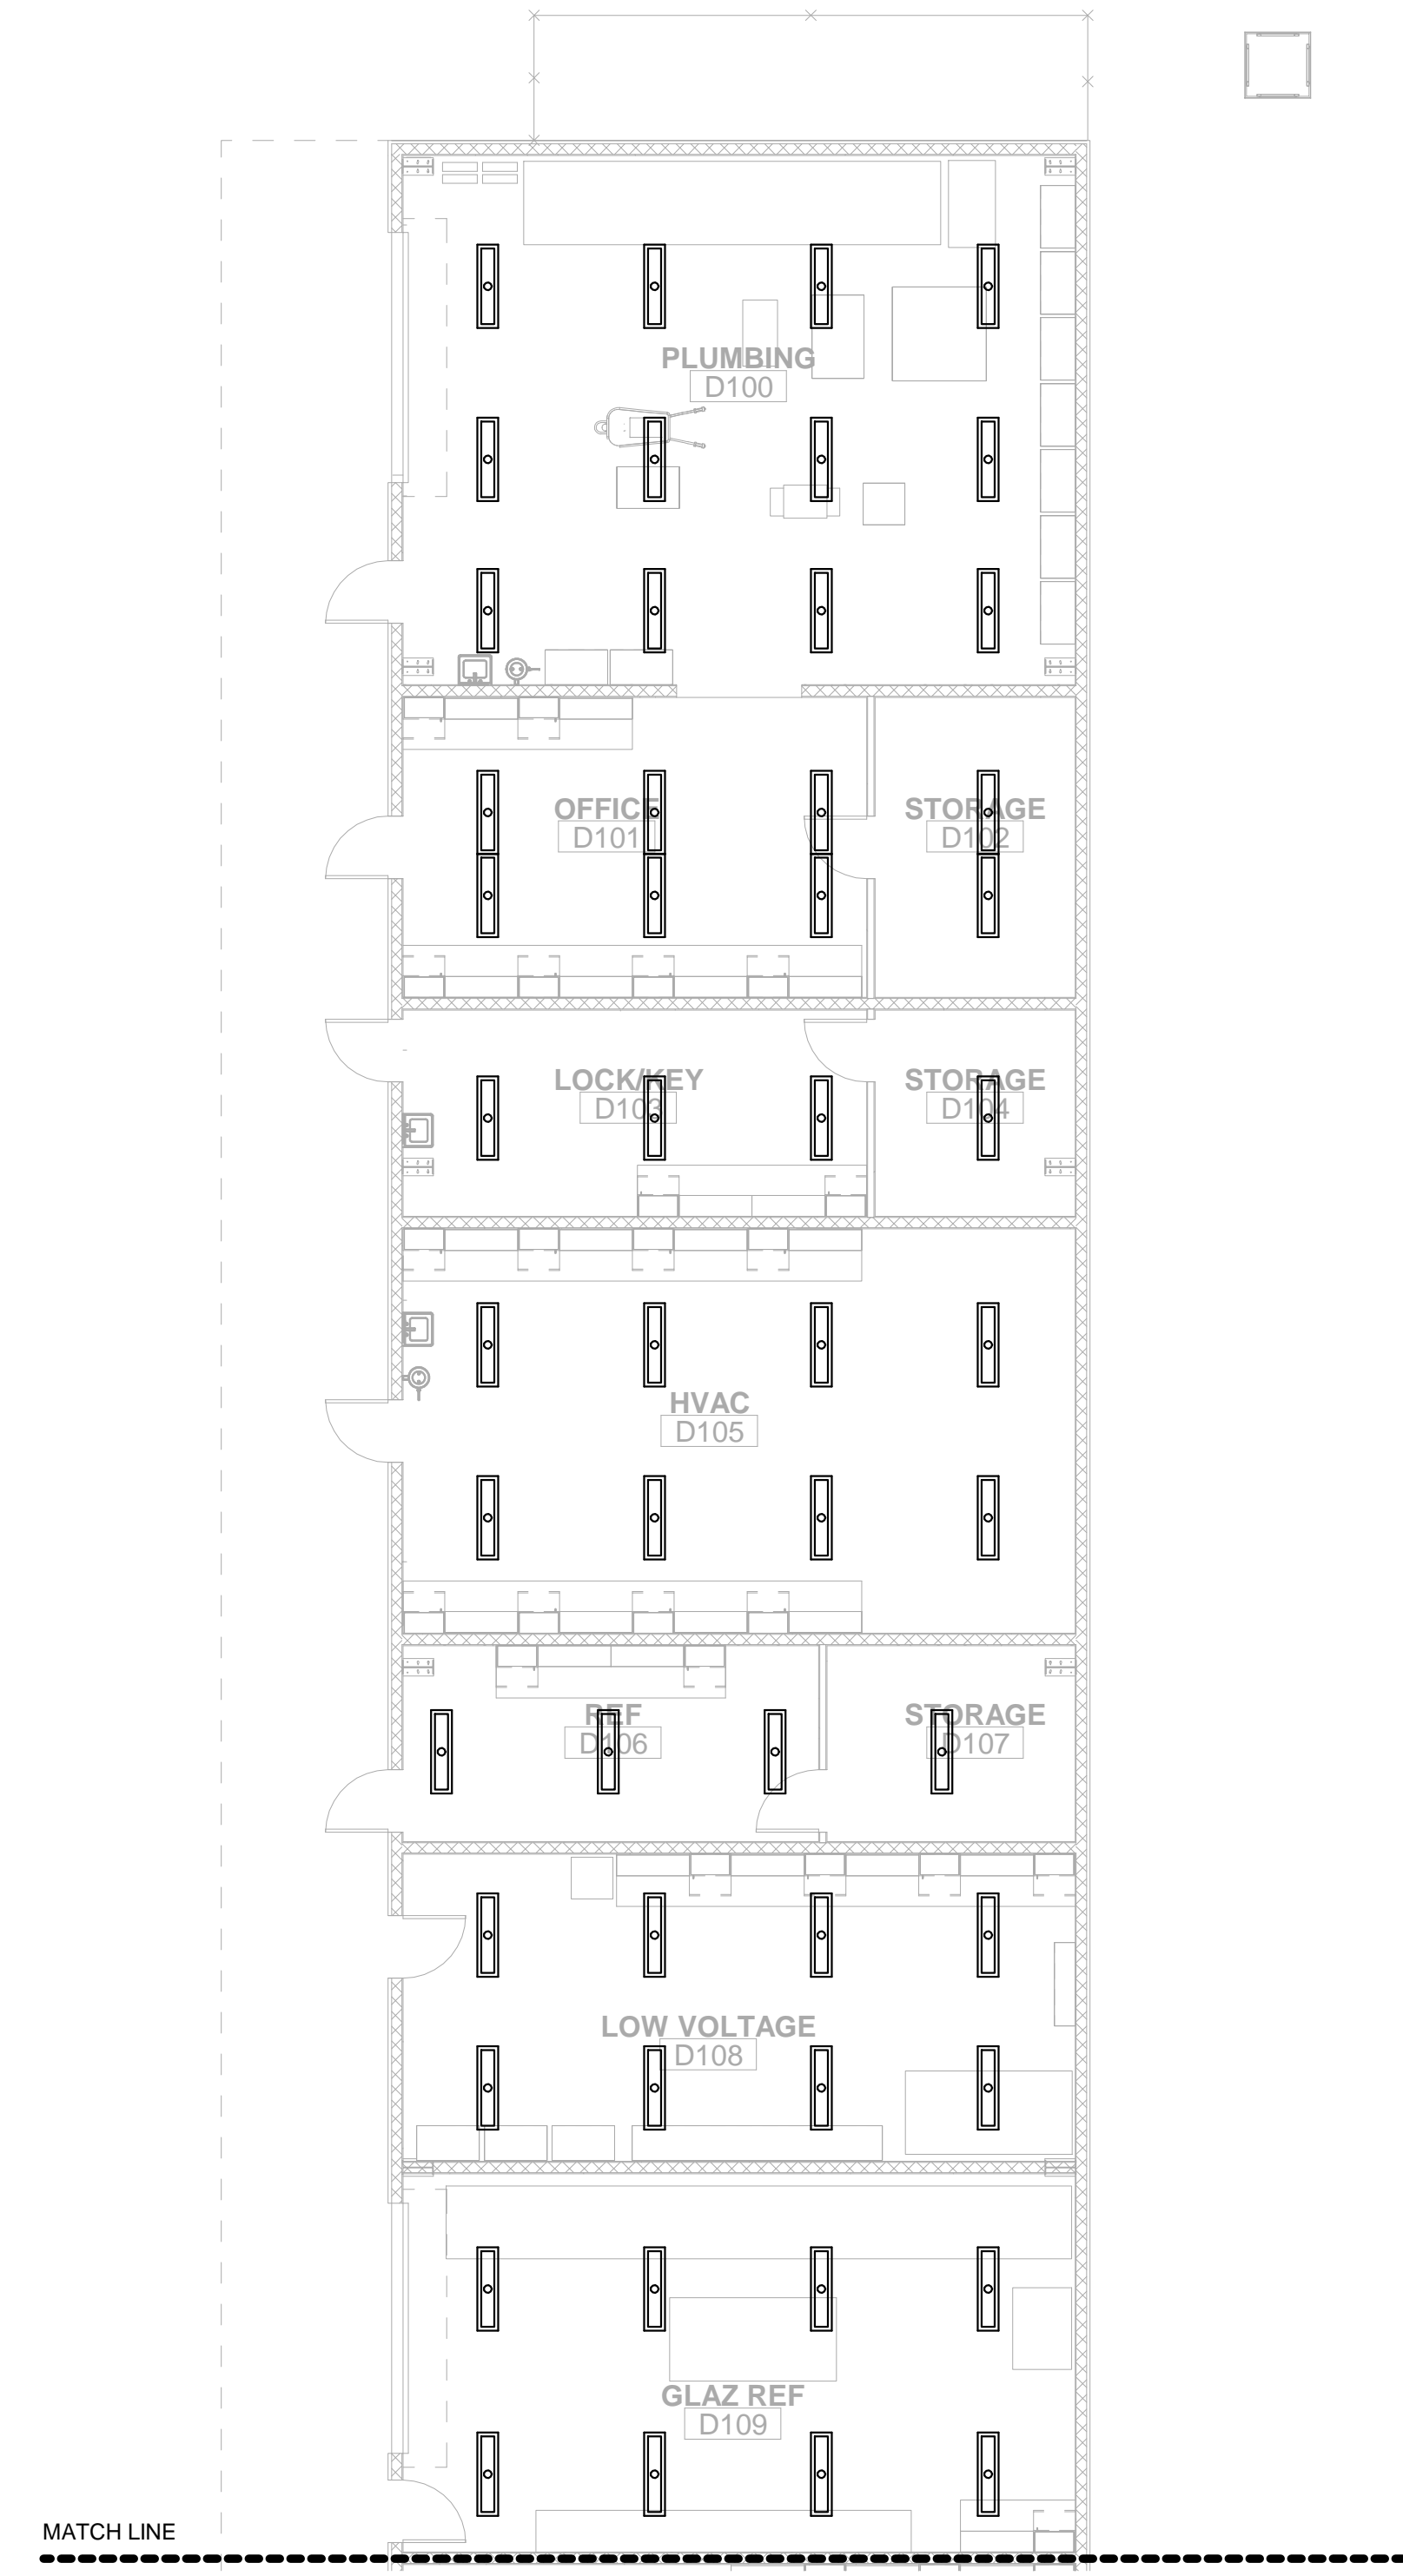 PLUMBING
D100
OFFICE
D101
STORAGE
D102
LOCK/KEY
D103
STORAGE
D104
HVAC
D105
REF
D106
STORAGE
D107
LOW VOLTAGE
D108
GLAZ REF
D109
MATCH LINE